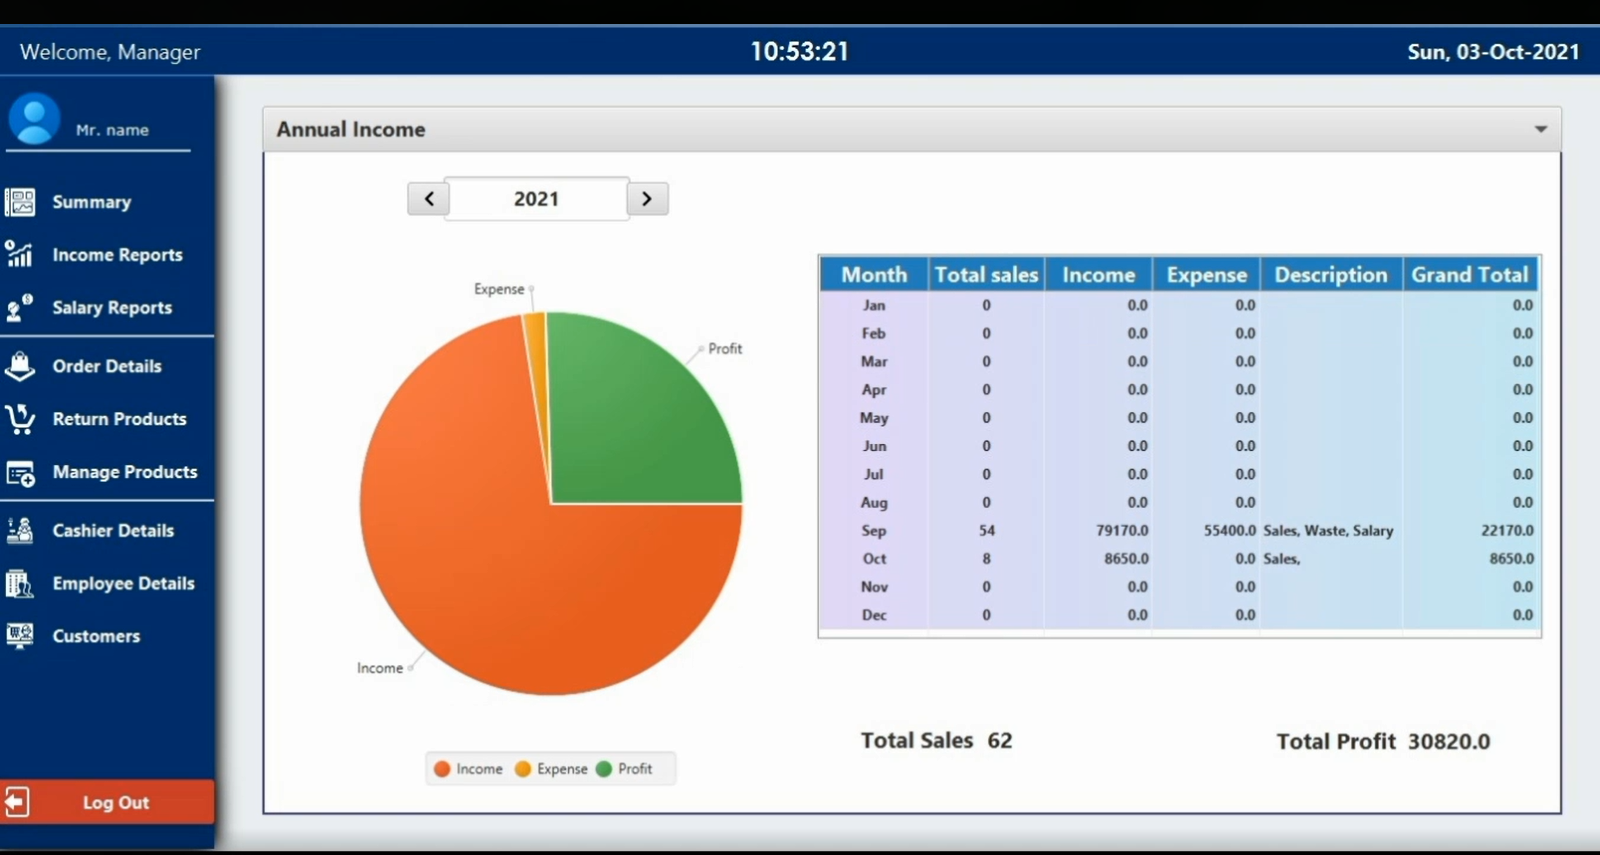 Welcome, Manager
10:53:21
Sun, 03-Oct-2021
Mr. name
Summary
Income Reports
Salary Reports
Order Details
Return Products
Manage Products
Cashier Details
Employee Details
Customers
Log Out
Annual Income
2021
Expense
Profit
Income
Income Expense Profit
Month Total sales Income Expense Description Grand Total
Jan 0 0.0 0.0 0.0
Feb 0 0.0 0.0 0.0
Mar 0 0.0 0.0 0.0
Apr 0 0.0 0.0 0.0
May 0 0.0 0.0 0.0
Jun 0 0.0 0.0 0.0
Jul 0 0.0 0.0 0.0
Aug 0 0.0 0.0 0.0
Sep 54 79170.0 55400.0 Sales, Waste, Salary 22170.0
Oct 8 8650.0 0.0 Sales, 8650.0
Nov 0 0.0 0.0 0.0
Dec 0 0.0 0.0 0.0
Total Sales 62
Total Profit 30820.0